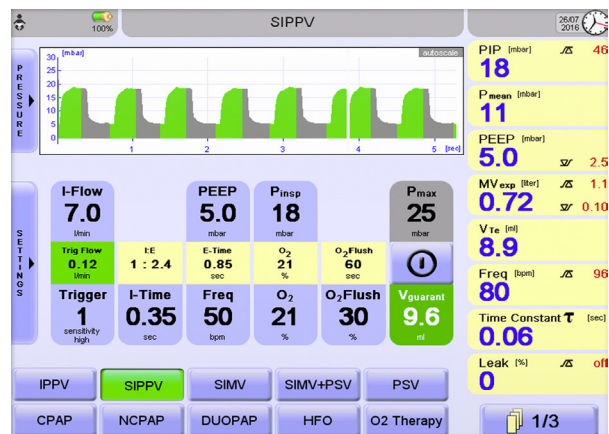 100%
SIPPV
26/07
2016
PRESSURE
[mbar]
autoscale
30
25
20
15
10
5
0
1
2
3
4
5
[sec]
PIP [mbar]
46
18
Pmean [mbar]
11
PEEP [mbar]
5.0
2.5
MVexp [liter]
1.1
0.72
0.10
VTe [ml]
8.9
Freq [bpm]
96
80
Time Constant τ [sec]
0.06
Leak [%]
off
0
SETTINGS
I-Flow
7.0
l/min
PEEP
5.0
mbar
Pinsp
18
mbar
Pmax
25
mbar
Trig Flow
0.12
l/min
I:E
1 : 2.4
E-Time
0.85
sec
O2
21
%
O2Flush
60
sec
Trigger
1
sensitivity
high
I-Time
0.35
sec
Freq
50
bpm
O2
21
%
O2Flush
30
%
Vguarant
9.6
ml
IPPV
SIPPV
SIMV
SIMV+PSV
PSV
CPAP
NCPAP
DUOPAP
HFO
O2 Therapy
1/3